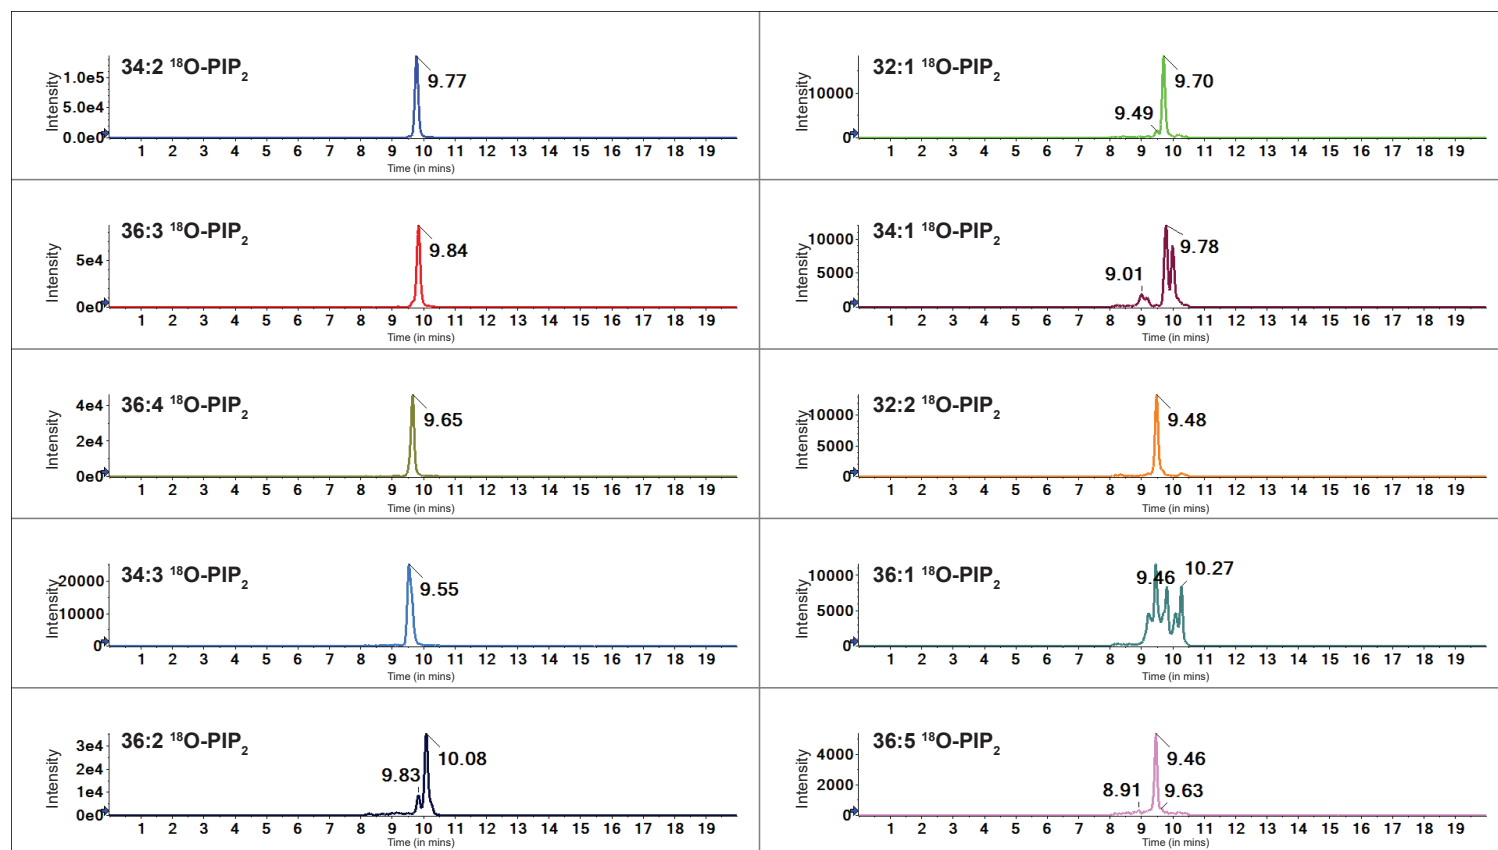 34:2 ¹⁸O-PIP₂
Intensity
1.0e5
5.0e4
0.0e0
9.77
1 2 3 4 5 6 7 8 9 10 11 12 13 14 15 16 17 18 19
Time (in mins)
32:1 ¹⁸O-PIP₂
Intensity
10000
0
9.70
9.49
1 2 3 4 5 6 7 8 9 10 11 12 13 14 15 16 17 18 19
Time (in mins)
36:3 ¹⁸O-PIP₂
Intensity
5e4
0e0
9.84
1 2 3 4 5 6 7 8 9 10 11 12 13 14 15 16 17 18 19
Time (in mins)
34:1 ¹⁸O-PIP₂
Intensity
10000
5000
0
9.78
9.01
1 2 3 4 5 6 7 8 9 10 11 12 13 14 15 16 17 18 19
Time (in mins)
36:4 ¹⁸O-PIP₂
Intensity
4e4
2e4
0e0
9.65
1 2 3 4 5 6 7 8 9 10 11 12 13 14 15 16 17 18 19
Time (in mins)
32:2 ¹⁸O-PIP₂
Intensity
10000
5000
0
9.48
1 2 3 4 5 6 7 8 9 10 11 12 13 14 15 16 17 18 19
Time (in mins)
34:3 ¹⁸O-PIP₂
Intensity
20000
10000
0
9.55
1 2 3 4 5 6 7 8 9 10 11 12 13 14 15 16 17 18 19
Time (in mins)
36:1 ¹⁸O-PIP₂
Intensity
10000
5000
0
9.46
10.27
1 2 3 4 5 6 7 8 9 10 11 12 13 14 15 16 17 18 19
Time (in mins)
36:2 ¹⁸O-PIP₂
Intensity
3e4
2e4
1e4
0e0
10.08
9.83
1 2 3 4 5 6 7 8 9 10 11 12 13 14 15 16 17 18 19
Time (in mins)
36:5 ¹⁸O-PIP₂
Intensity
4000
2000
0
9.46
8.91
9.63
1 2 3 4 5 6 7 8 9 10 11 12 13 14 15 16 17 18 19
Time (in mins)